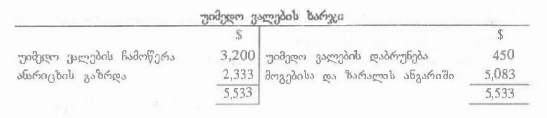 უიმედო ვალების ხარჯი
$ $
უიმედო ვალების ჩამოწერა 3,200 უიმედო ვალების დაბრუნება 450
ანარიცხის გაზრდა 2,333 მოგებისა და ზარალის ანგარიში 5,083
5,533 5,533